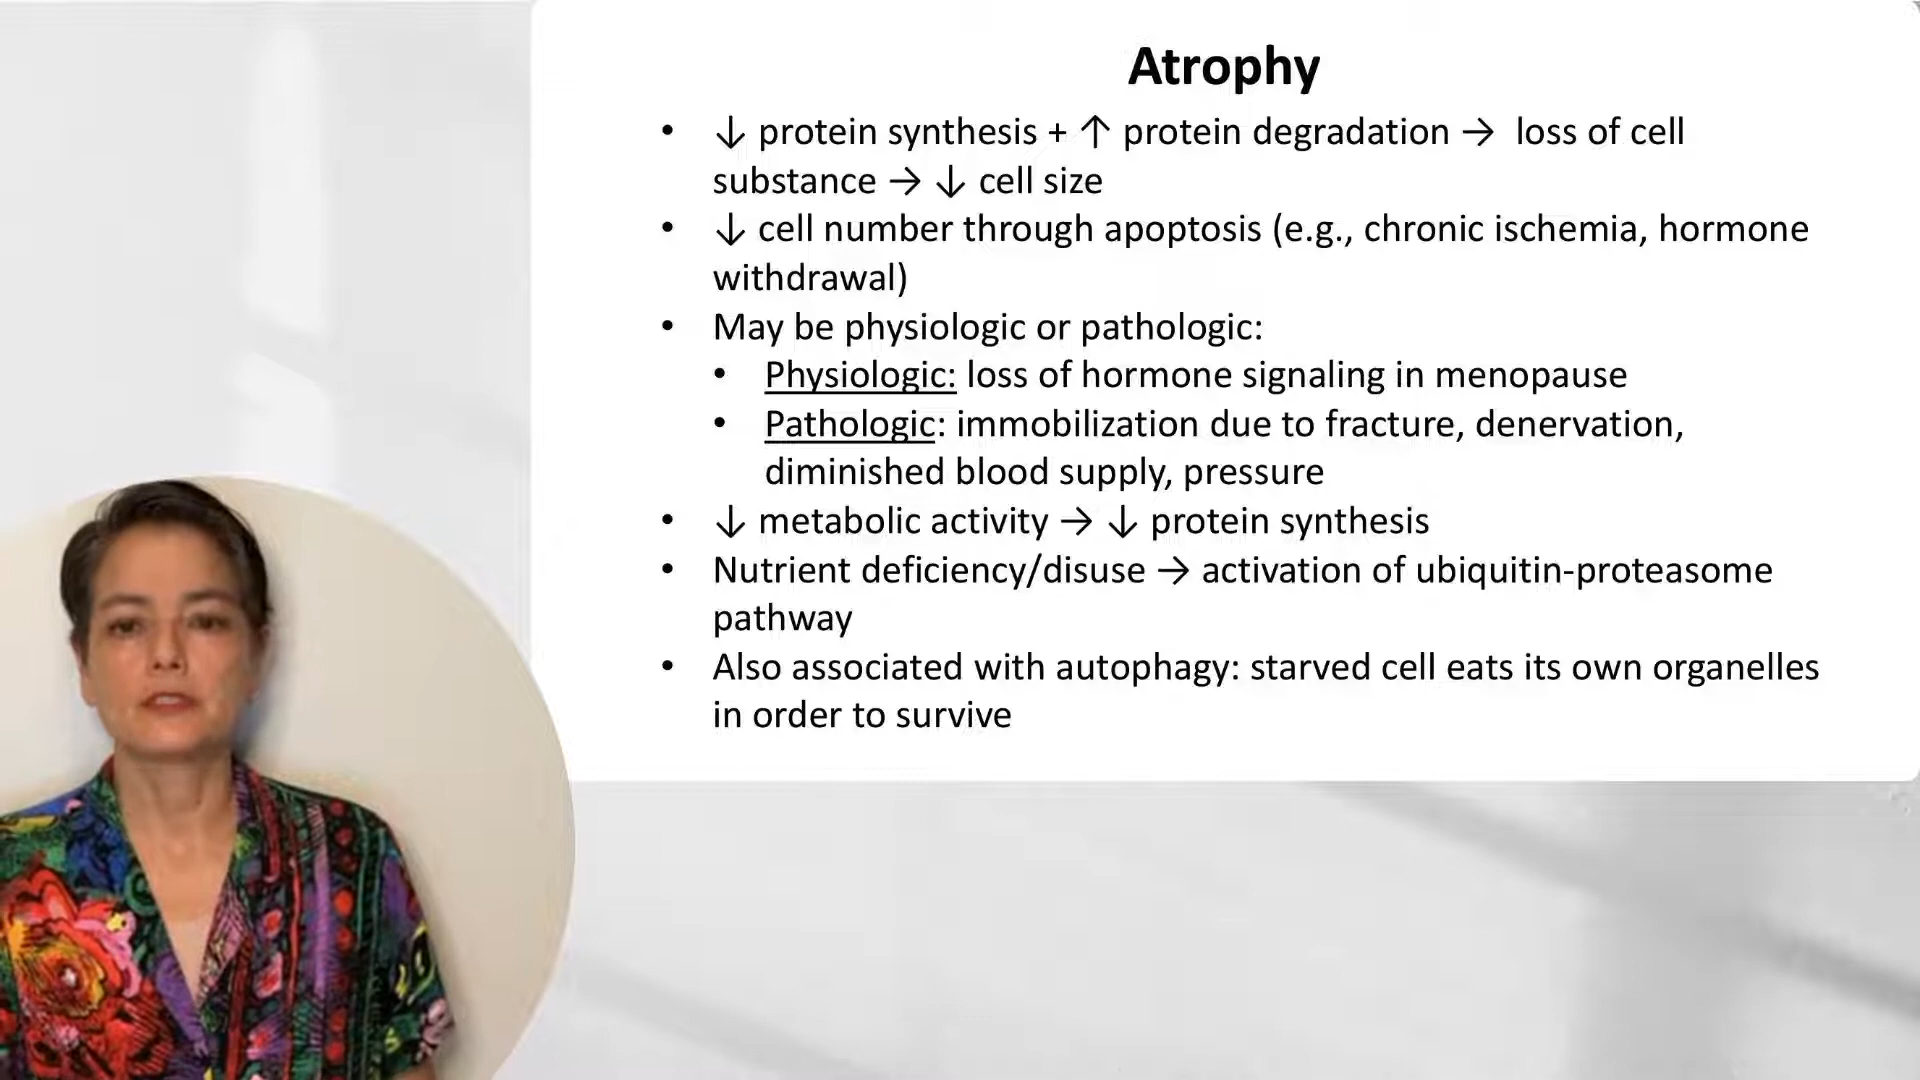 Atrophy
• ↓ protein synthesis + ↑ protein degradation → loss of cell
substance → ↓ cell size
• ↓ cell number through apoptosis (e.g., chronic ischemia, hormone
withdrawal)
• May be physiologic or pathologic:
• Physiologic: loss of hormone signaling in menopause
• Pathologic: immobilization due to fracture, denervation,
diminished blood supply, pressure
• ↓ metabolic activity → ↓ protein synthesis
• Nutrient deficiency/disuse → activation of ubiquitin-proteasome
pathway
• Also associated with autophagy: starved cell eats its own organelles
in order to survive